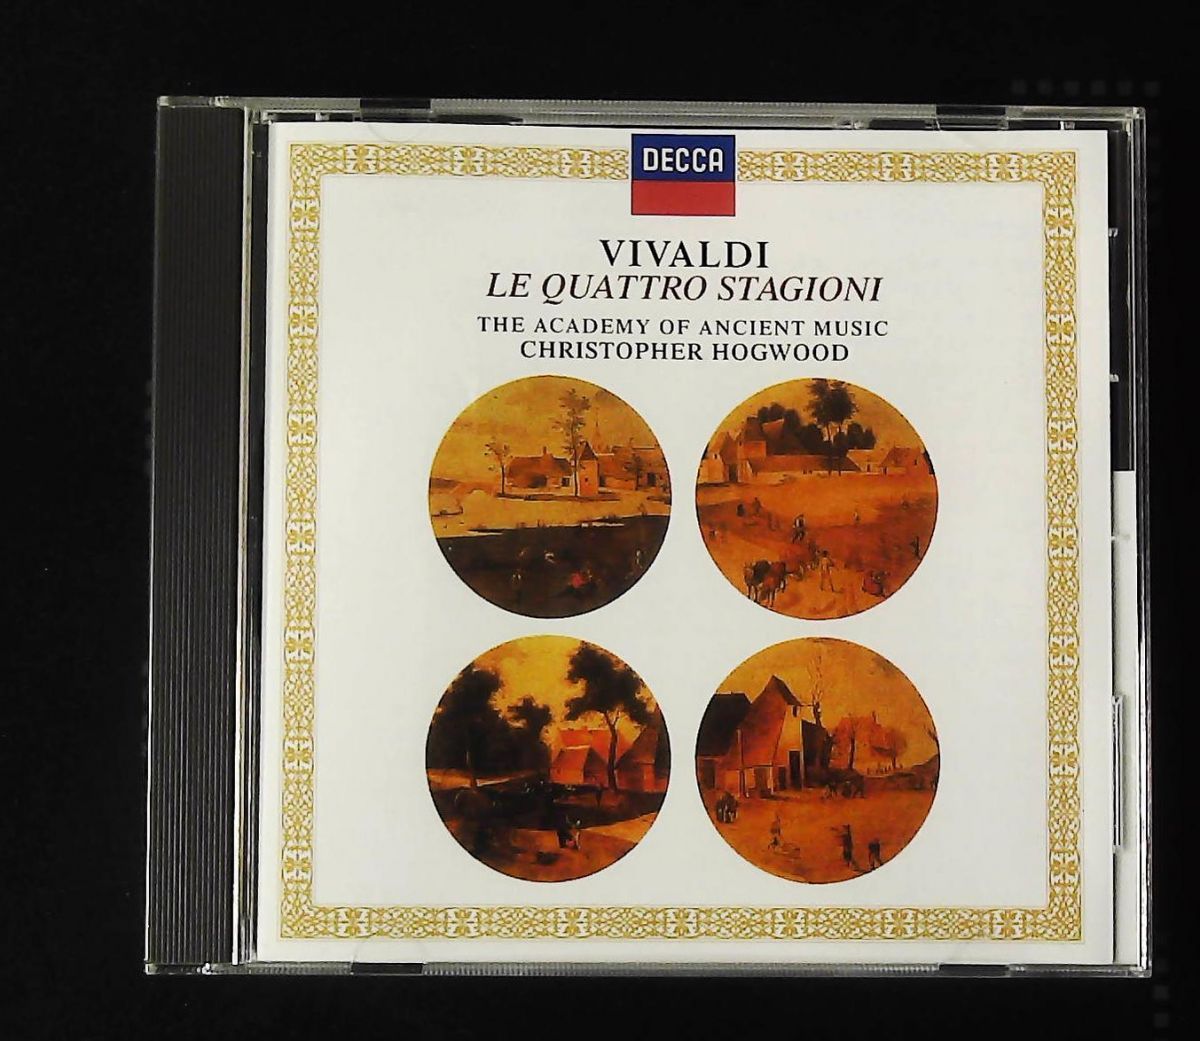 DECCA
VIVALDI
LE QUATTRO STAGIONI
THE ACADEMY OF ANCIENT MUSIC
CHRISTOPHER HOGWOOD